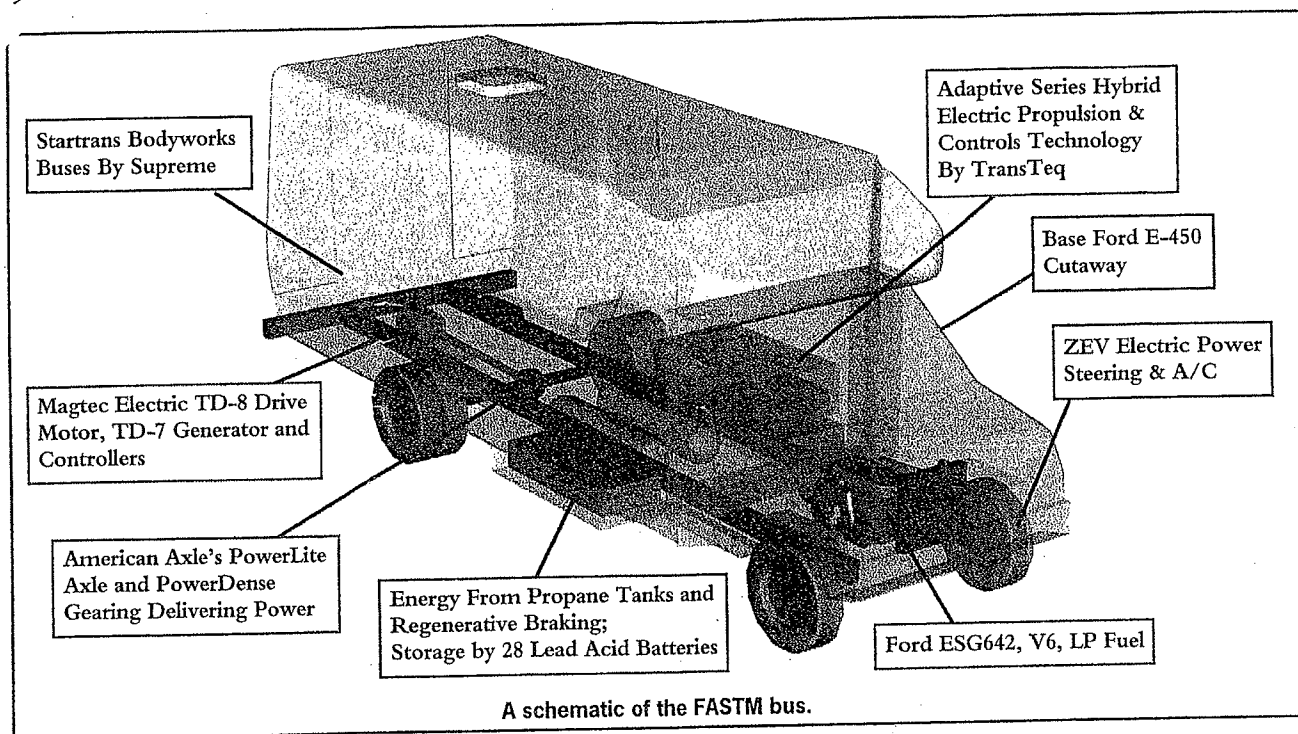 Startrans Bodyworks
Buses By Supreme
Adaptive Series Hybrid
Electric Propulsion &
Controls Technology
By TransTeq
Base Ford E-450
Cutaway
ZEV Electric Power
Steering & A/C
Magtec Electric TD-8 Drive
Motor, TD-7 Generator and
Controllers
American Axle's PowerLite
Axle and PowerDense
Gearing Delivering Power
Energy From Propane Tanks and
Regenerative Braking;
Storage by 28 Lead Acid Batteries
Ford ESG642, V6, LP Fuel
A schematic of the FASTM bus.